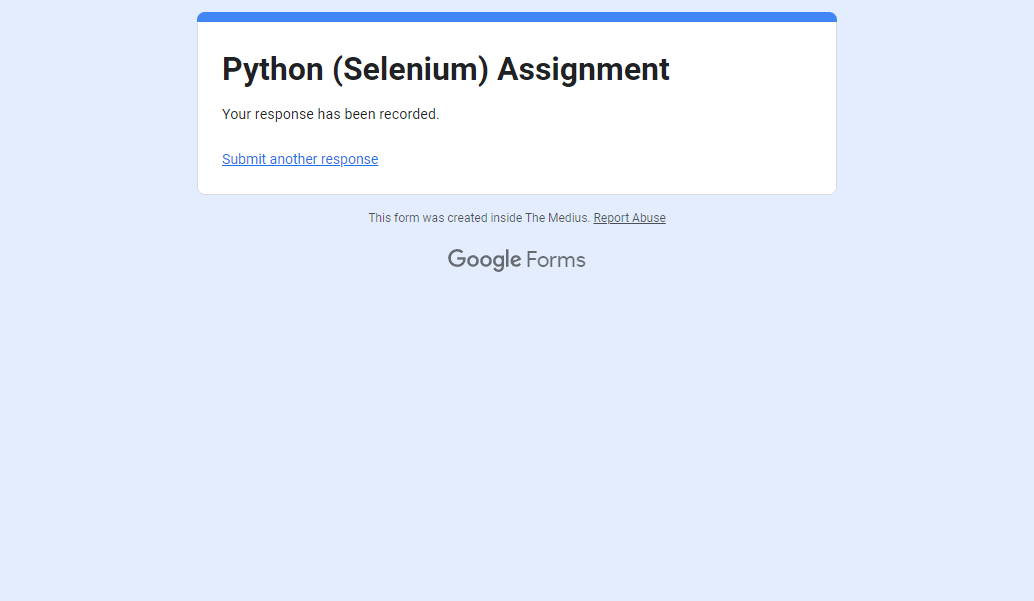 Python (Selenium) Assignment
Your response has been recorded.
Submit another response
This form was created inside The Medius. Report Abuse
Google Forms